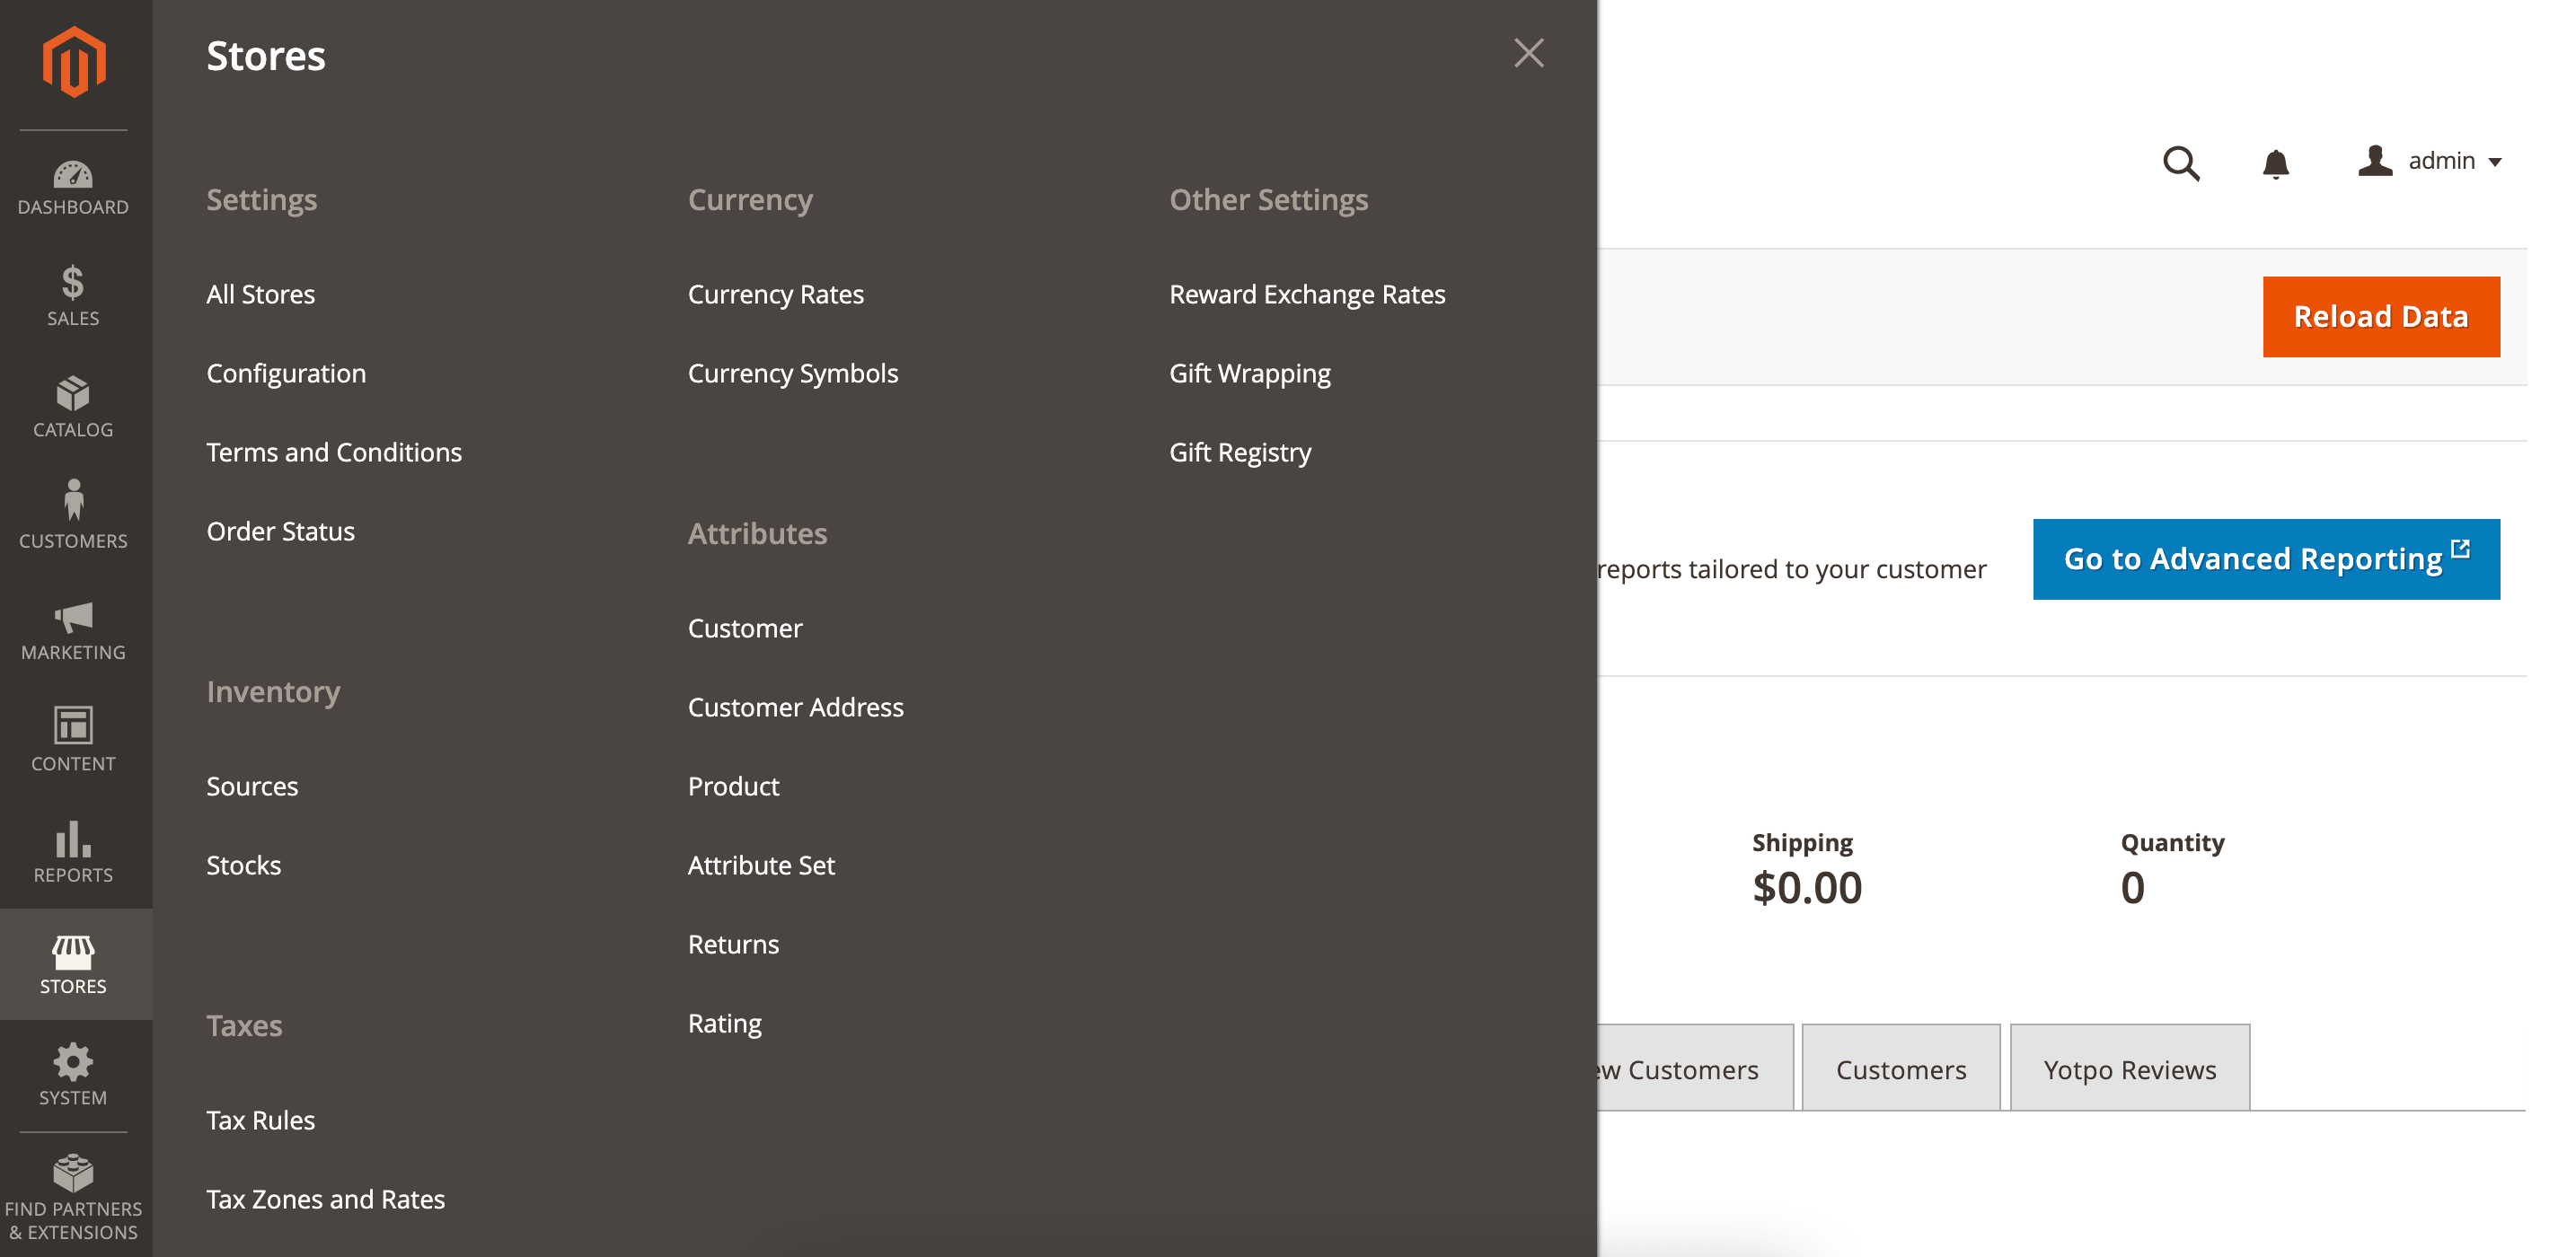 DASHBOARD
SALES
CATALOG
CUSTOMERS
MARKETING
CONTENT
REPORTS
STORES
SYSTEM
FIND PARTNERS
& EXTENSIONS
Stores
Settings
All Stores
Configuration
Terms and Conditions
Order Status
Inventory
Sources
Stocks
Taxes
Tax Rules
Tax Zones and Rates
Currency
Currency Rates
Currency Symbols
Attributes
Customer
Customer Address
Product
Attribute Set
Returns
Rating
Other Settings
Reward Exchange Rates
Gift Wrapping
Gift Registry
admin
Reload Data
reports tailored to your customer
Go to Advanced Reporting
Shipping
$0.00
Quantity
0
ew Customers
Customers
Yotpo Reviews